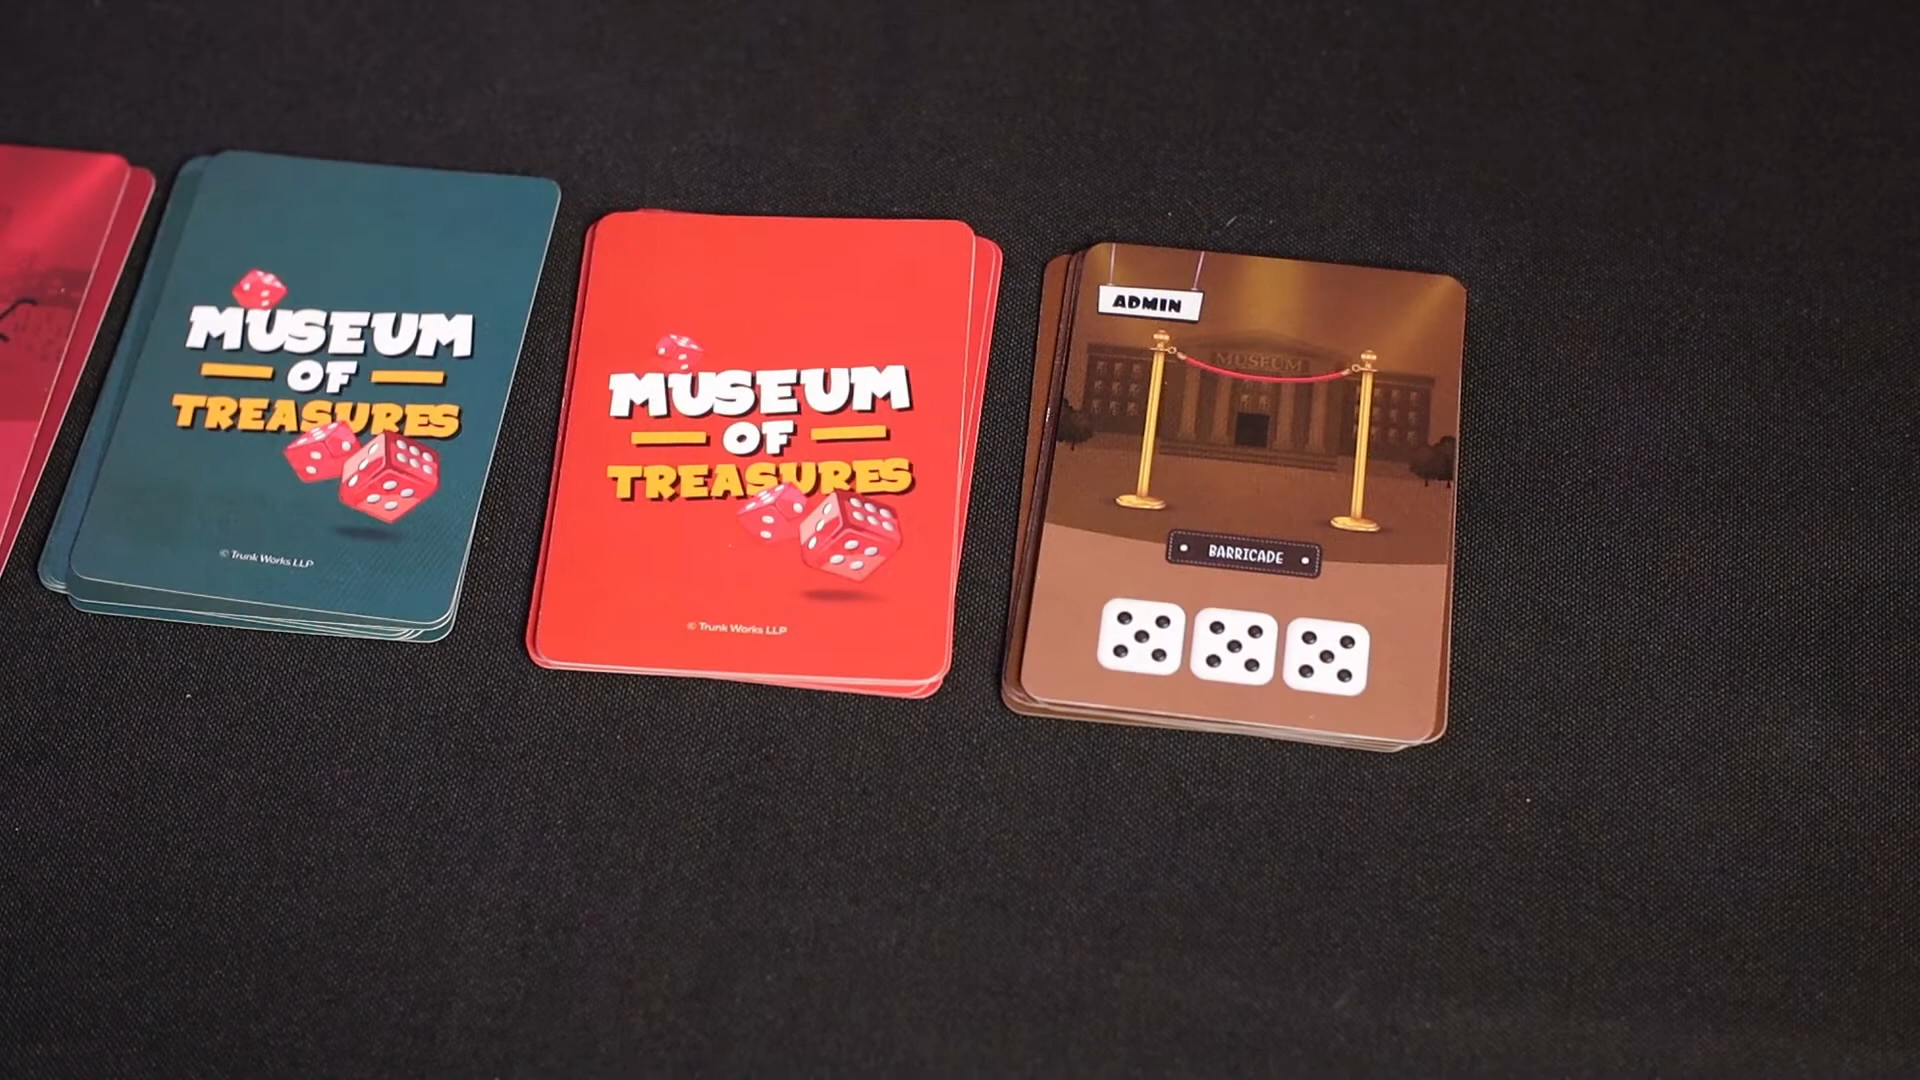 MUSEUM
OF
TREASURES
© Trunk Works LLP
MUSEUM
OF
TREASURES
© Trunk Works LLP
ADMIN
MUSEUM
BARRICADE